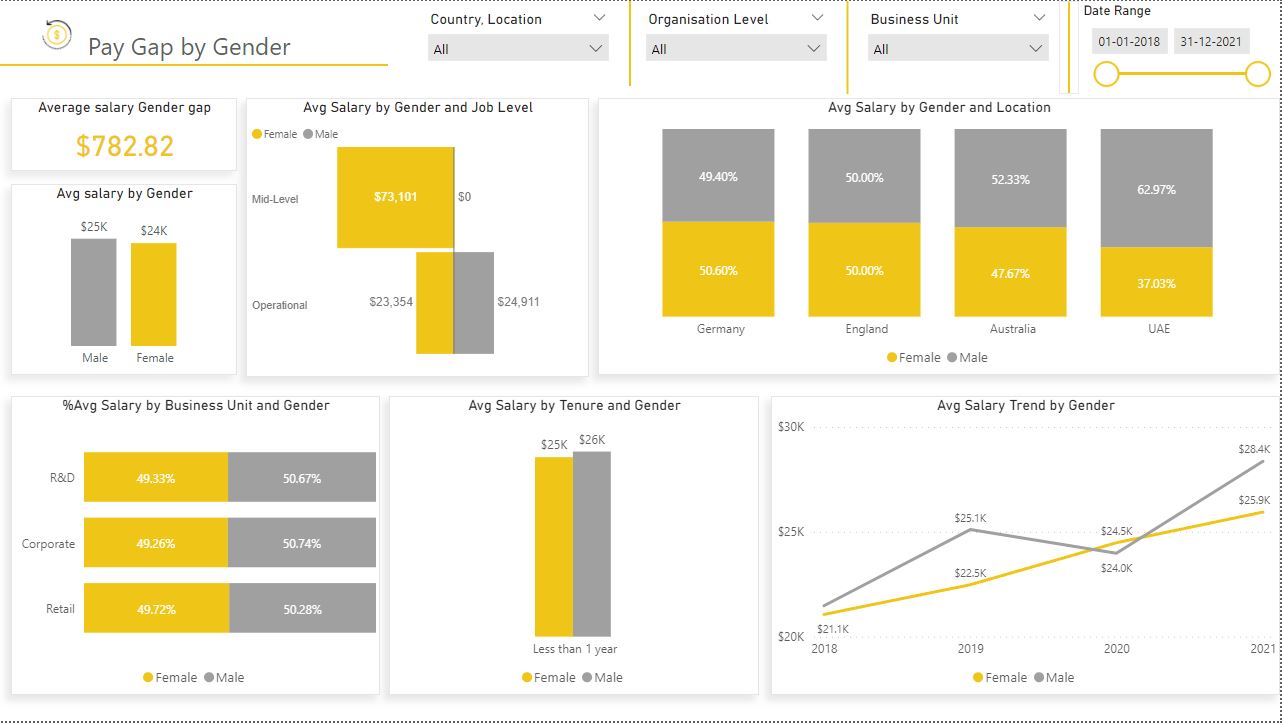 Pay Gap by Gender
Country, Location
All
Organisation Level
All
Business Unit
All
Date Range
01-01-2018 31-12-2021
Average salary Gender gap
$782.82
Avg salary by Gender
$25K $24K
Male Female
Avg Salary by Gender and Job Level
Female Male
Mid-Level $73,101 $0
Operational $23,354 $24,911
Avg Salary by Gender and Location
49.40% 50.00% 52.33% 62.97%
50.60% 50.00% 47.67% 37.03%
Germany England Australia UAE
Female Male
%Avg Salary by Business Unit and Gender
R&D 49.33% 50.67%
Corporate 49.26% 50.74%
Retail 49.72% 50.28%
Female Male
Avg Salary by Tenure and Gender
$25K $26K
Less than 1 year
Female Male
Avg Salary Trend by Gender
$30K
$28.4K
$25.9K
$25.1K
$25K
$24.5K
$24.0K
$22.5K
$21.1K
$20K
2018 2019 2020 2021
Female Male